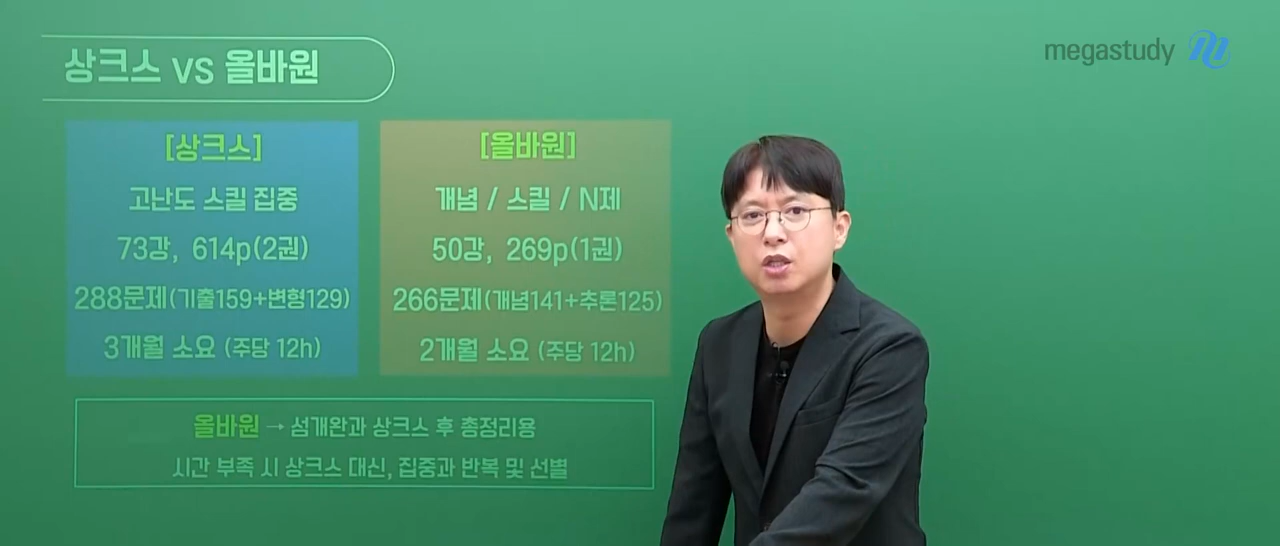 상크스 vs 올바원
megastudy
[상크스]
고난도 스킬 집중
73강, 614p(2권)
288문제(기출159+변형129)
3개월 소요 (주당 12h)
[올바원]
개념 / 스킬 / N제
50강, 269p(1권)
266문제(개념141+추론125)
2개월 소요 (주당 12h)
올바원 → 섬개완과 상크스 후 총정리용
시간 부족 시 상크스 대신, 집중과 반복 및 선별